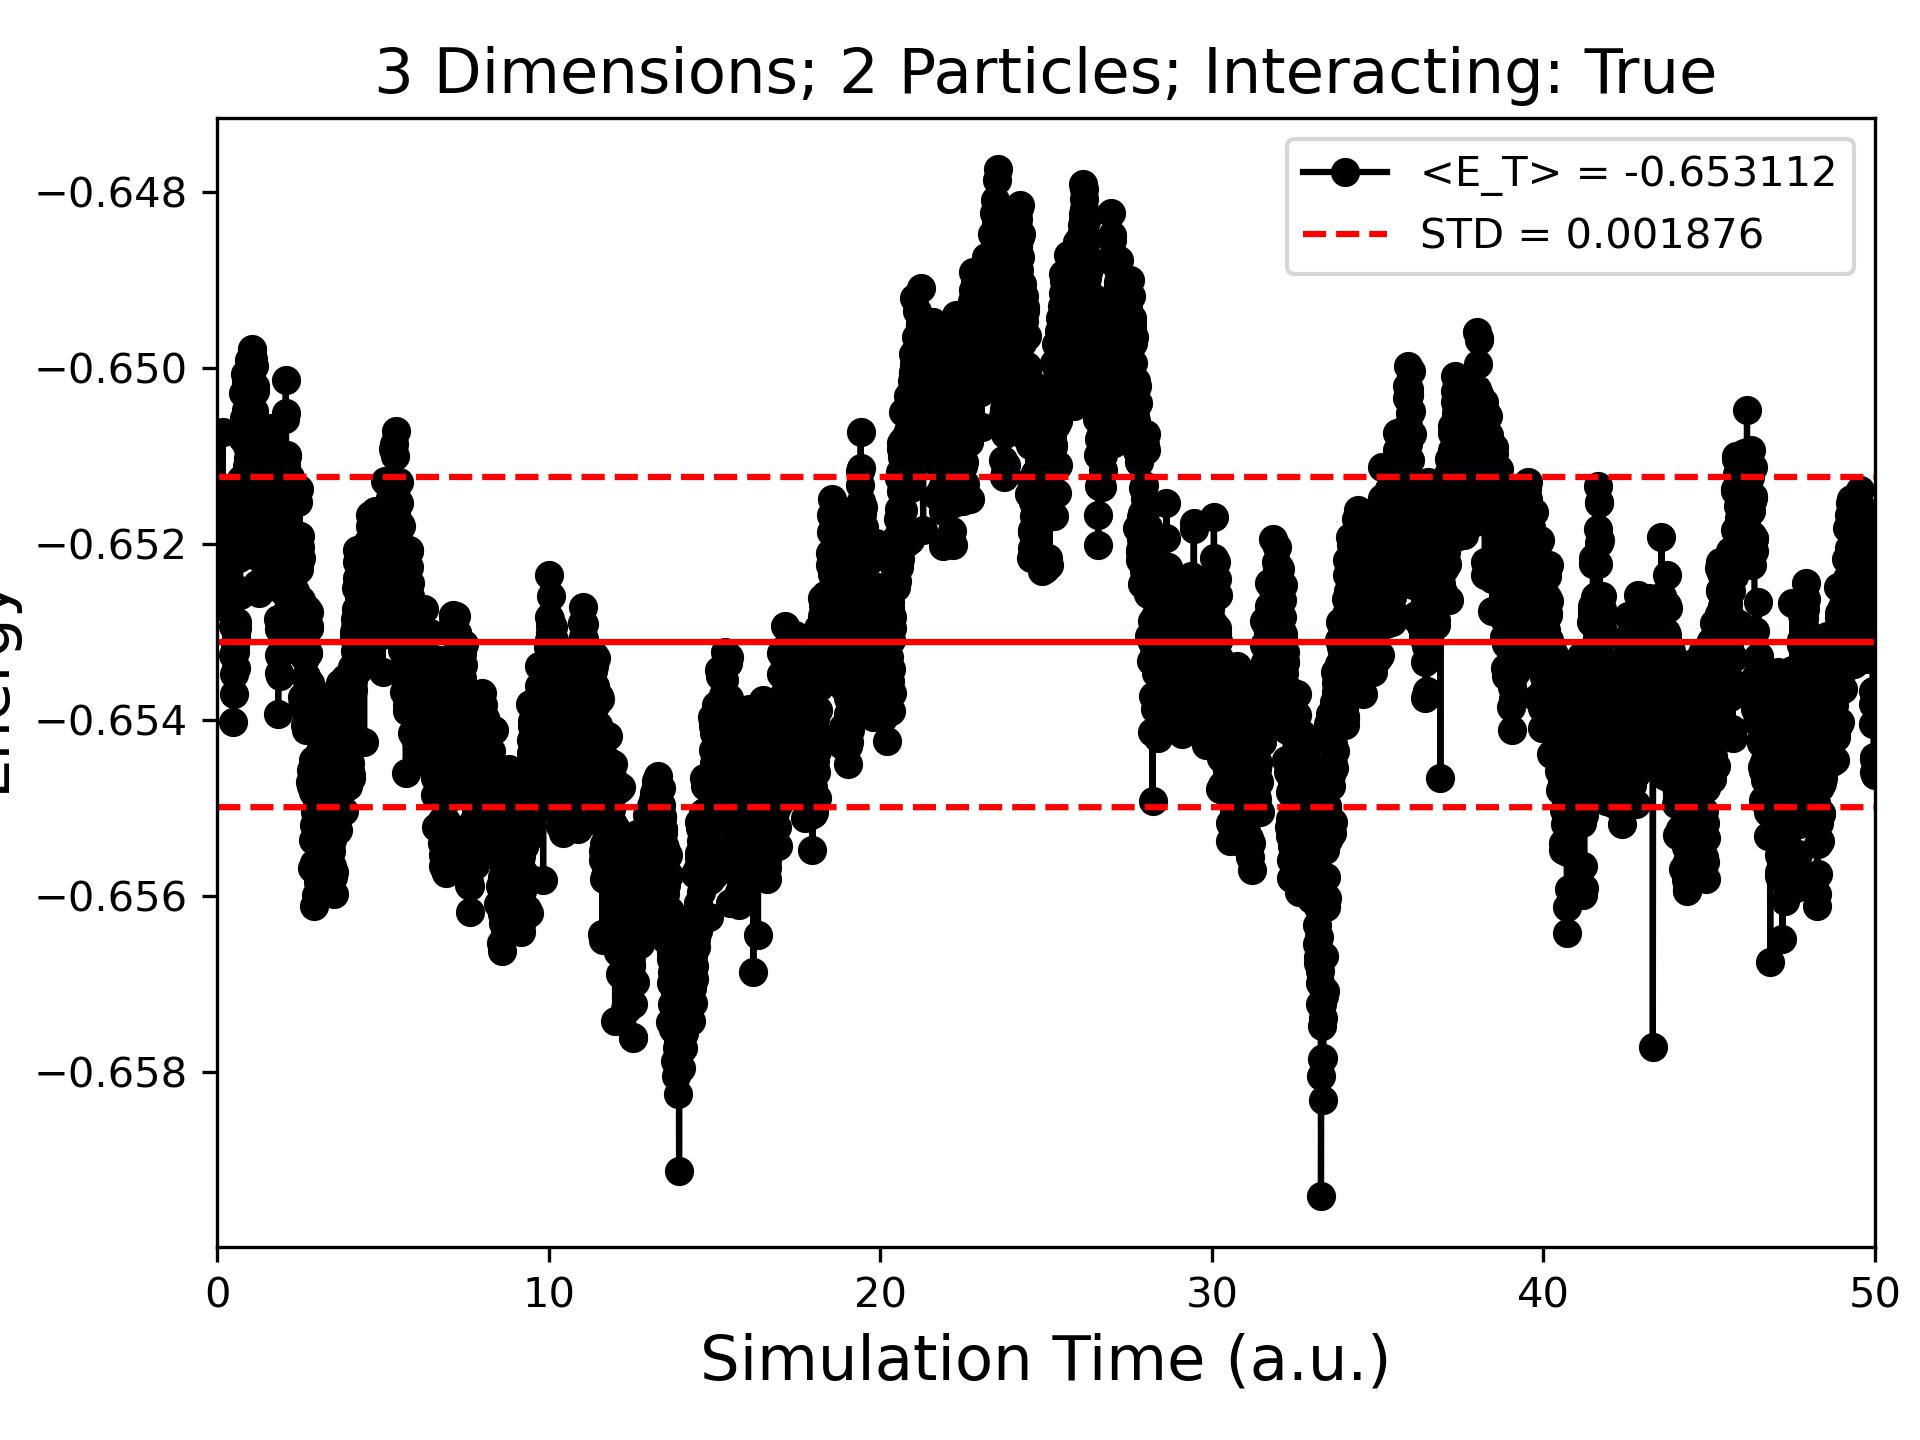 3 Dimensions; 2 Particles; Interacting: True
<E_T> = -0.653112
STD = 0.001876
−0.648
−0.650
−0.652
−0.654
−0.656
−0.658
Energy
0 10 20 30 40 50
Simulation Time (a.u.)